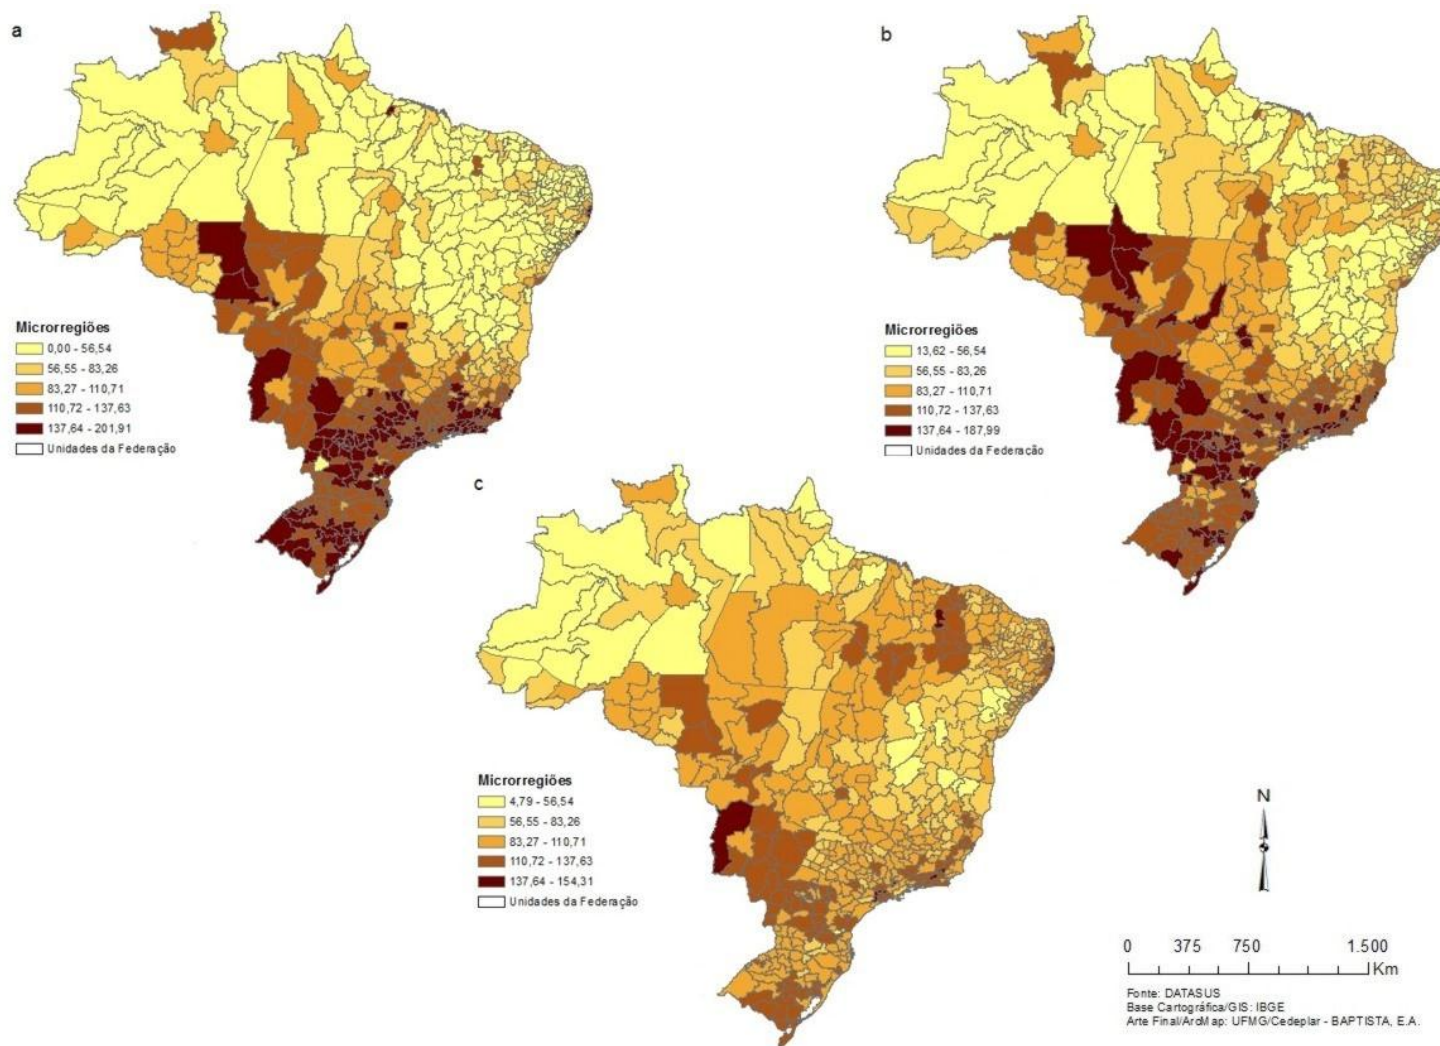 a
b
Microrregiões
0,00 - 56,54
56,55 - 83,26
83,27 - 110,71
110,72 - 137,63
137,64 - 201,91
Unidades da Federação
Microrregiões
13,62 - 56,54
56,55 - 83,26
83,27 - 110,71
110,72 - 137,63
137,64 - 187,99
Unidades da Federação
c
Microrregiões
4,79 - 56,54
56,55 - 83,26
83,27 - 110,71
110,72 - 137,63
137,64 - 154,31
Unidades da Federação
N
0 375 750 1.500
Km
Fonte: DATASUS
Base Cartográfica/GIS: IBGE
Arte Final/ArcMap: UFMG/Cedeplar - BAPTISTA, E.A.